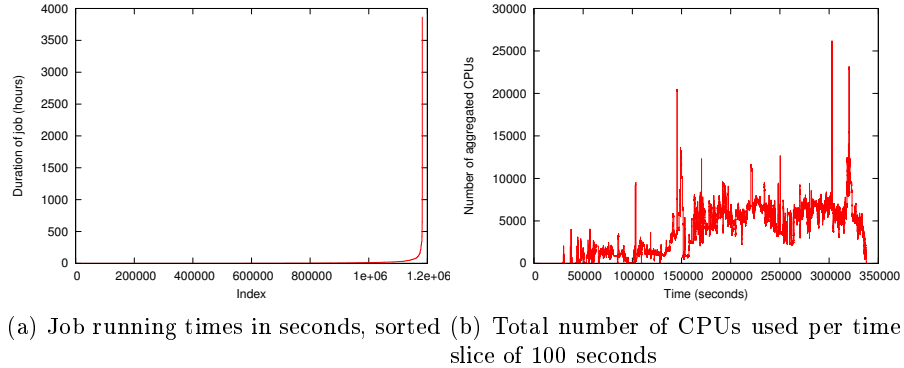 4000
3500
3000
2500
2000
1500
1000
500
0
Duration of job (hours)
0 200000 400000 600000 800000 1e+06 1.2e+06
Index
30000
25000
20000
15000
10000
5000
0
Number of aggregated CPUs
0 50000 100000 150000 200000 250000 300000 350000
Time (seconds)
(a) Job running times in seconds, sorted
(b) Total number of CPUs used per time
slice of 100 seconds